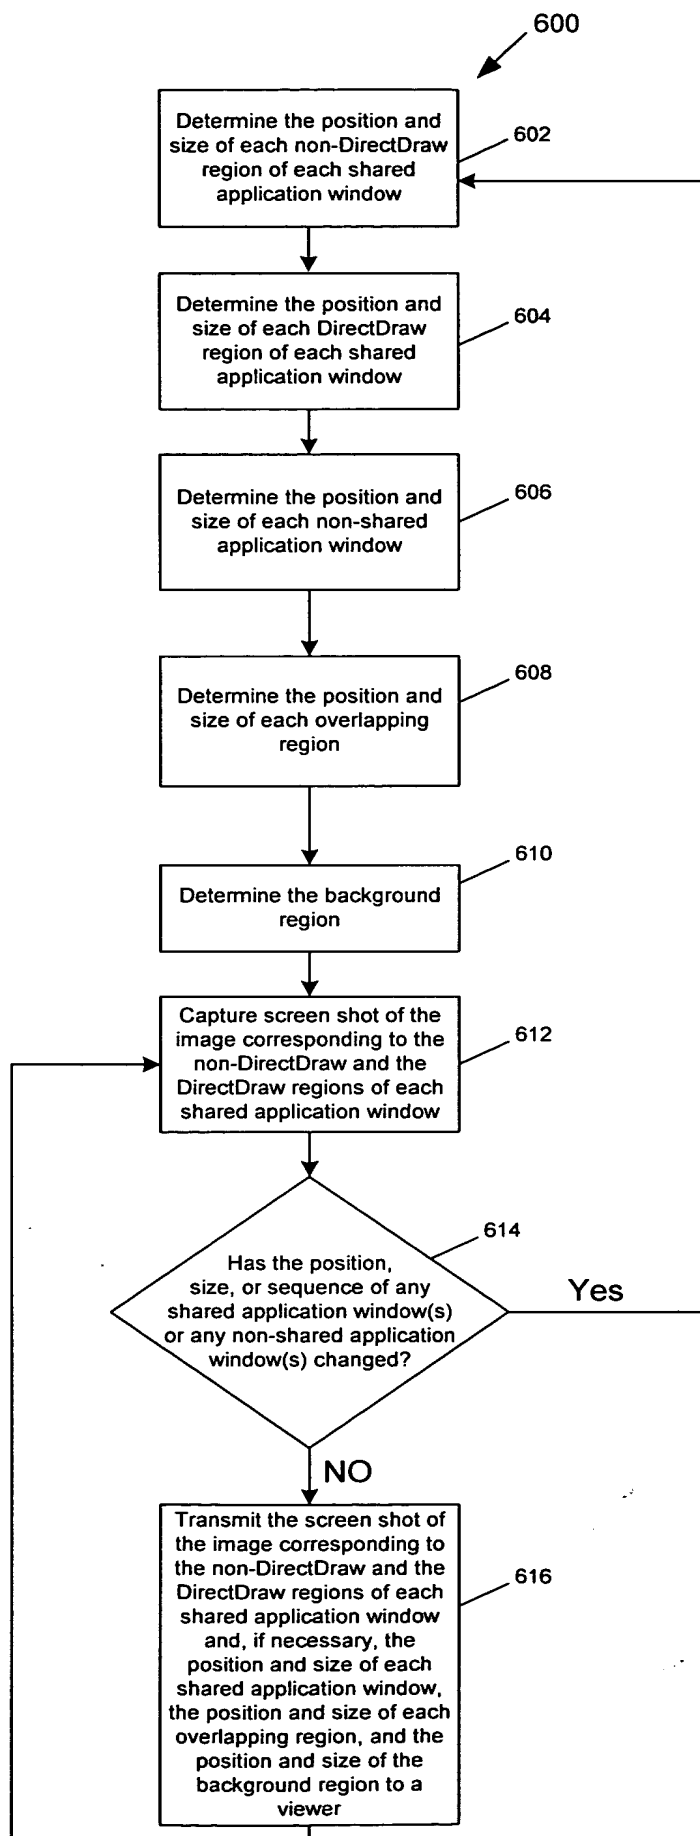 600
Determine the position and
size of each non-DirectDraw
region of each shared
application window
602
Determine the position and
size of each DirectDraw
region of each shared
application window
604
Determine the position and
size of each non-shared
application window
606
Determine the position and
size of each overlapping
region
608
Determine the background
region
610
Capture screen shot of the
image corresponding to the
non-DirectDraw and the
DirectDraw regions of each
shared application window
612
Has the position,
size, or sequence of any
shared application window(s)
or any non-shared application
window(s) changed?
614
Yes
NO
Transmit the screen shot of
the image corresponding to
the non-DirectDraw and the
DirectDraw regions of each
shared application window
and, if necessary, the
position and size of each
shared application window,
the position and size of each
overlapping region, and the
position and size of the
background region to a
viewer
616